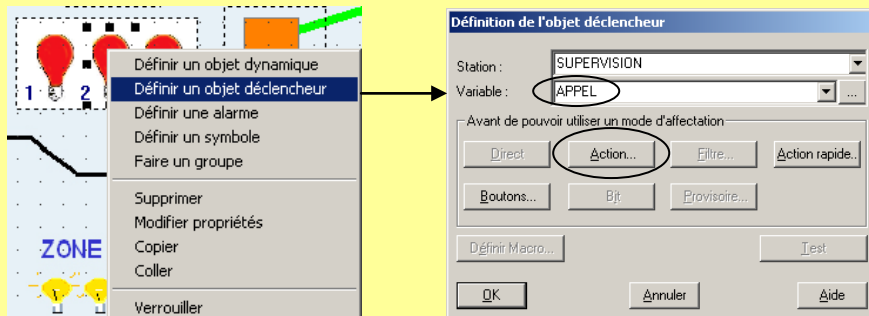 1 2
ZONE
Définir un objet dynamique
Définir un objet déclencheur
Définir une alarme
Définir un symbole
Faire un groupe
Supprimer
Modifier propriétés
Copier
Coller
Verrouiller
Définition de l'objet déclencheur
Station : SUPERVISION
Variable : APPEL ...
Avant de pouvoir utiliser un mode d'affectation
Direct Action... Filtre... Action rapide..
Boutons... Bit Provisoire...
Définir Macro... Test
OK Annuler Aide